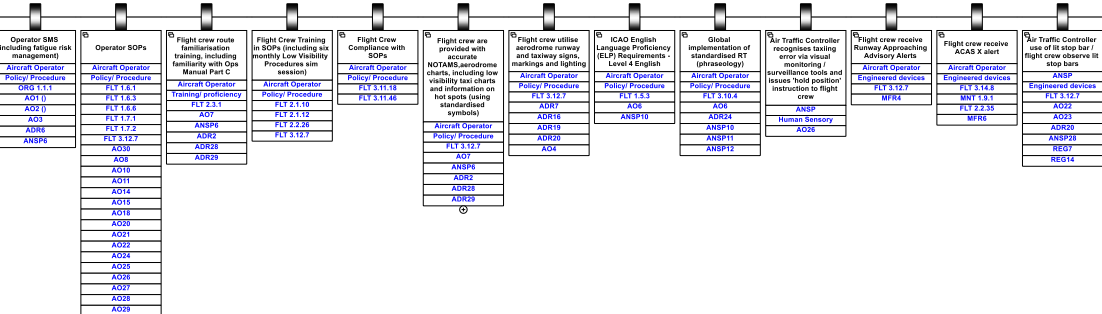 Operator SMS
including fatigue risk
management)
Aircraft Operator
Policy/ Procedure
ORG 1.1.1
AO1 ()
AO2 ()
AO3
ADR6
ANSP6
Operator SOPs
Aircraft Operator
Policy/ Procedure
FLT 1.6.1
FLT 1.6.5
FLT 1.6.6
FLT 1.7.1
FLT 1.7.2
FLT 3.12.7
AO30
AO8
AO10
AO11
AO14
AO15
AO18
AO20
AO21
AO22
AO24
AO25
AO26
AO27
AO28
AO29
Flight crew route
familiarisation
training, including
familiarity with Ops
Manual Part C
Aircraft Operator
Training/ proficiency
FLT 2.3.1
AO7
ANSP6
ADR2
ADR28
ADR29
Flight Crew Training
in SOPs (including six
monthly Low Visibility
Procedures sim
session)
Aircraft Operator
Policy/ Procedure
FLT 2.1.10
FLT 2.1.12
FLT 2.2.26
FLT 3.12.7
Flight Crew
Compliance with
SOPs
Aircraft Operator
Policy/ Procedure
FLT 3.11.18
FLT 3.11.46
Flight crew are
provided with
accurate
NOTAMS,aerodrome
charts, including low
visibility taxi charts
and information on
hot spots (using
standardised
symbols)
Aircraft Operator
Policy/ Procedure
FLT 3.12.7
AO7
ANSP6
ADR2
ADR28
ADR29
Flight crew utilise
aerodrome runway
and taxiway signs,
markings and lighting
Aircraft Operator
Policy/ Procedure
FLT 3.12.7
ADR7
ADR16
ADR19
ADR20
AO4
ICAO English
Language Proficiency
(ELP) Requirements -
Level 4 English
Aircraft Operator
Policy/ Procedure
FLT 1.5.3
AO6
ANSP10
Global
implementation of
standardised RT
(phraseology)
Aircraft Operator
Policy/ Procedure
FLT 3.10.4
AO6
ADR24
ANSP10
ANSP11
ANSP12
Air Traffic Controller
recognises taxiing
error via visual
monitoring /
surveillance tools and
issues 'hold position'
instruction to flight
crew
ANSP
Human Sensory
AO26
Flight crew receive
Runway Approaching
Advisory Alerts
Aircraft Operator
Engineered devices
FLT 3.12.7
MFR4
Flight crew receive
ACAS X alert
Aircraft Operator
Engineered devices
FLT 3.14.8
MNT 1.9.1
FLT 2.2.35
MFR6
Air Traffic Controller
use of lit stop bar /
flight crew observe lit
stop bars
ANSP
Engineered devices
FLT 3.12.7
AO22
AO23
ADR20
ANSP28
REG7
REG14